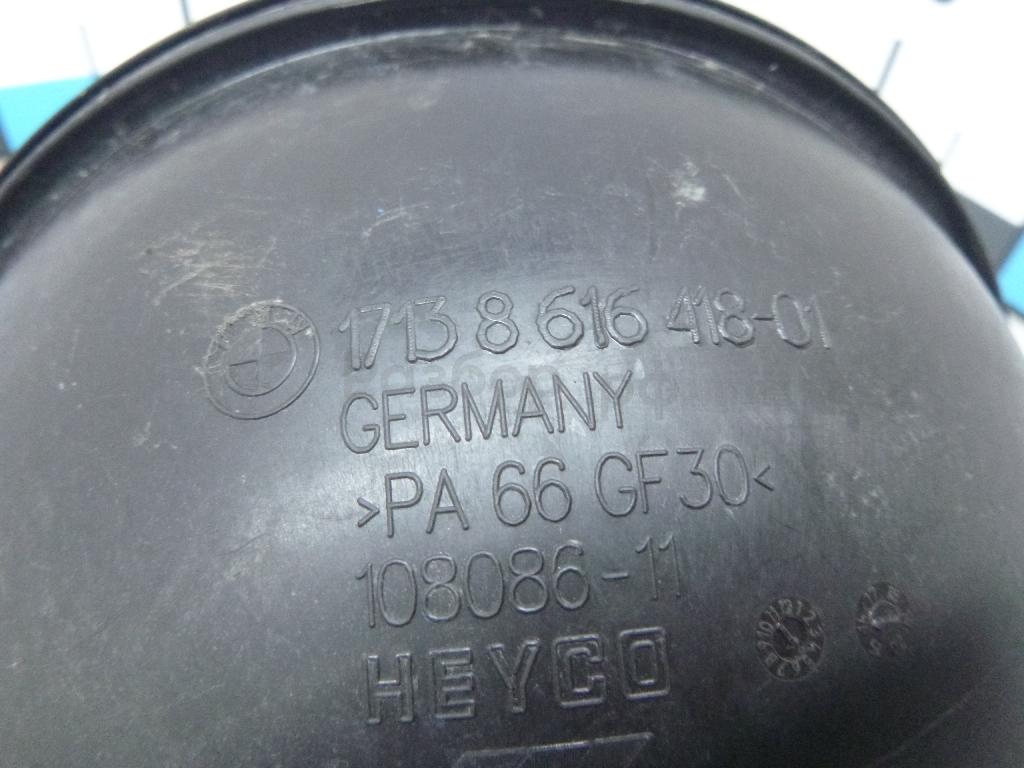 1713 8 616 418-01
GERMANY
>PA 66 GF30<
108086-11
HEYCO